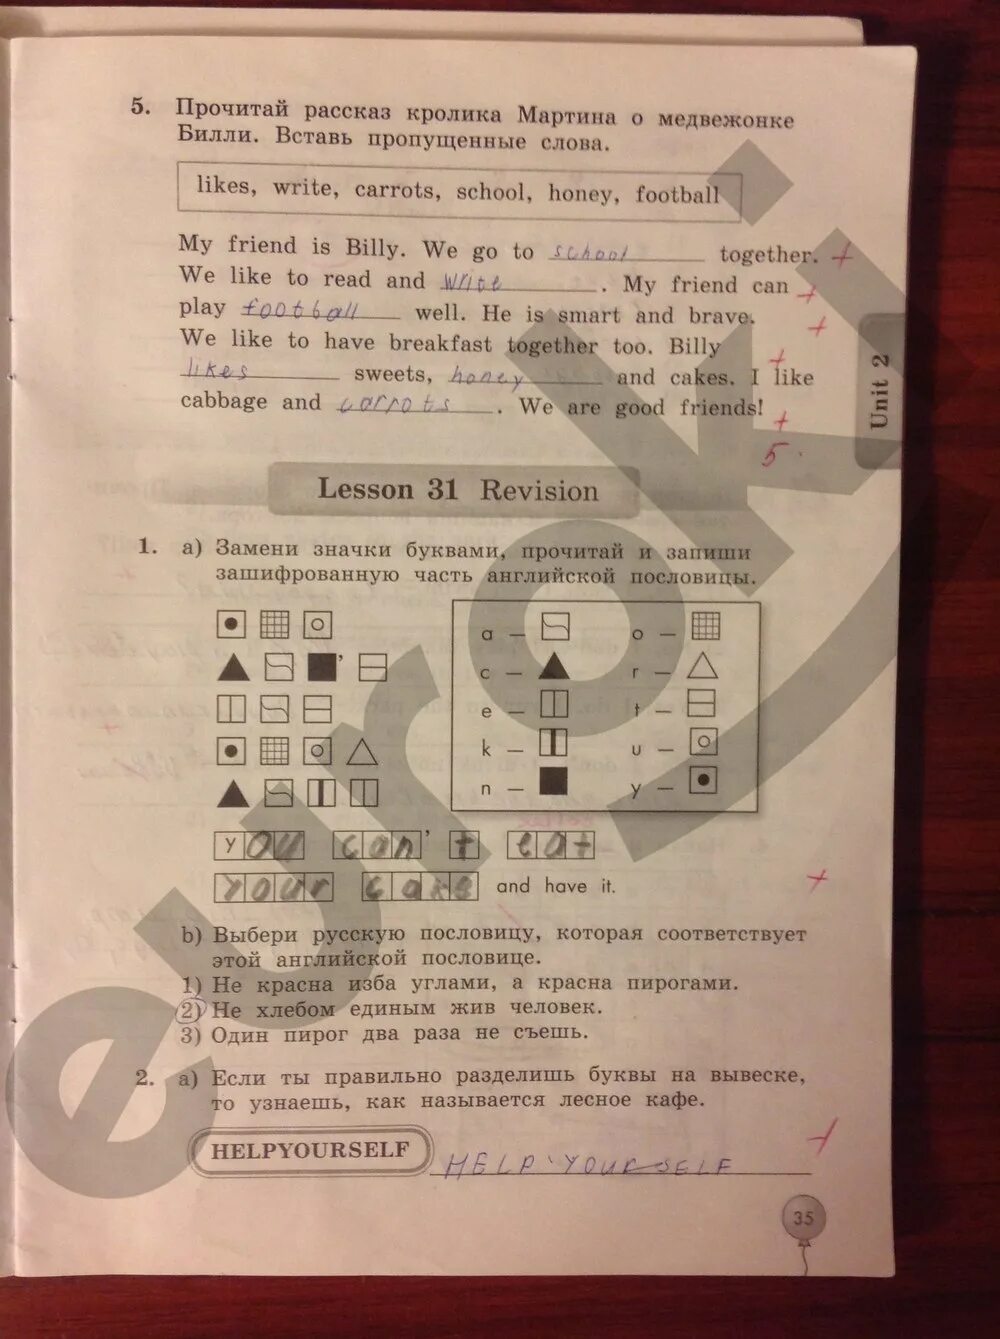 5. Прочитай рассказ кролика Мартина о медвежонке
Билли. Вставь пропущенные слова.
likes, write, carrots, school, honey, football
My friend is Billy. We go to school together. +
We like to read and write. My friend can +
play football well. He is smart and brave. +
We like to have breakfast together too. Billy +
likes sweets, honey and cakes. I like
cabbage and carrots. We are good friends! +
5.
Unit 2
Lesson 31 Revision
1. a) Замени значки буквами, прочитай и запиши
зашифрованную часть английской пословицы.
a — o —
c — r —
e — t —
k — u —
n — y —
you can't eat
your cake and have it. +
b) Выбери русскую пословицу, которая соответствует
этой английской пословице.
1) Не красна изба углами, а красна пирогами.
2) Не хлебом единым жив человек.
3) Один пирог два раза не съешь.
2. a) Если ты правильно разделишь буквы на вывеске,
то узнаешь, как называется лесное кафе.
HELPYOURSELF HELP YOURSELF +
35
euroki